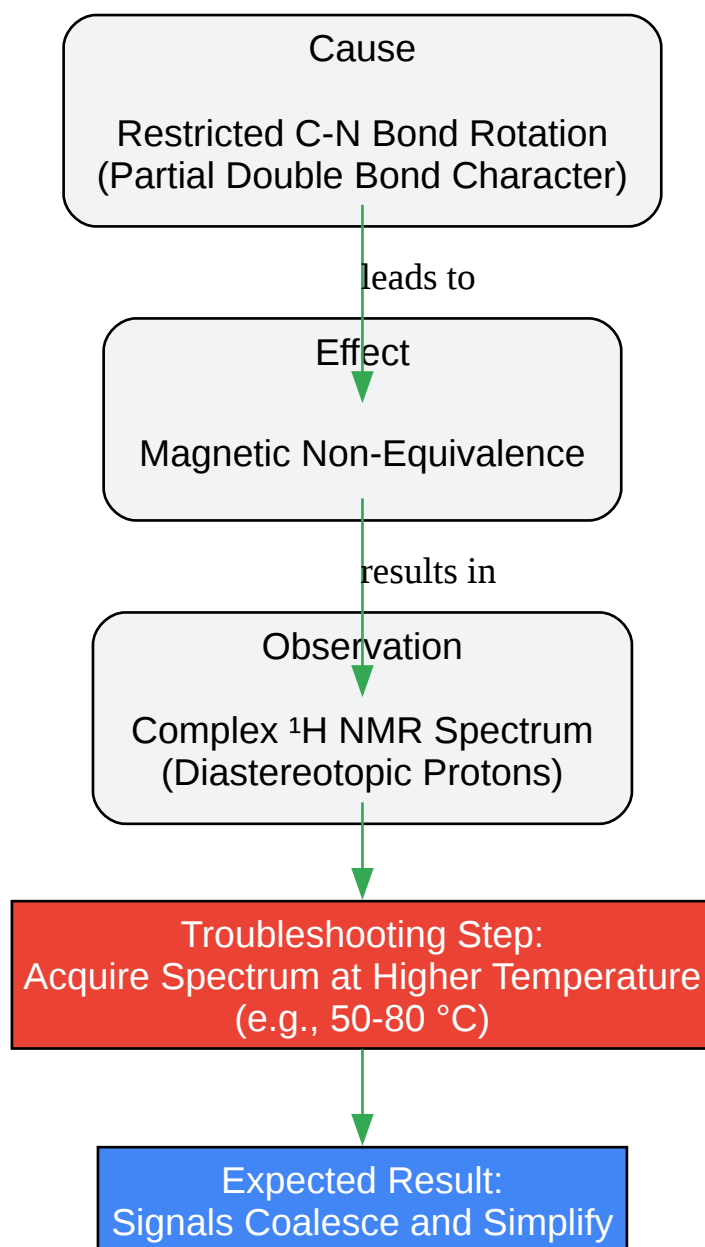 Cause
Restricted C-N Bond Rotation
(Partial Double Bond Character)
leads to
Effect
Magnetic Non-Equivalence
results in
Observation
Complex ¹H NMR Spectrum
(Diastereotopic Protons)
Troubleshooting Step:
Acquire Spectrum at Higher Temperature
(e.g., 50-80 °C)
Expected Result:
Signals Coalesce and Simplify